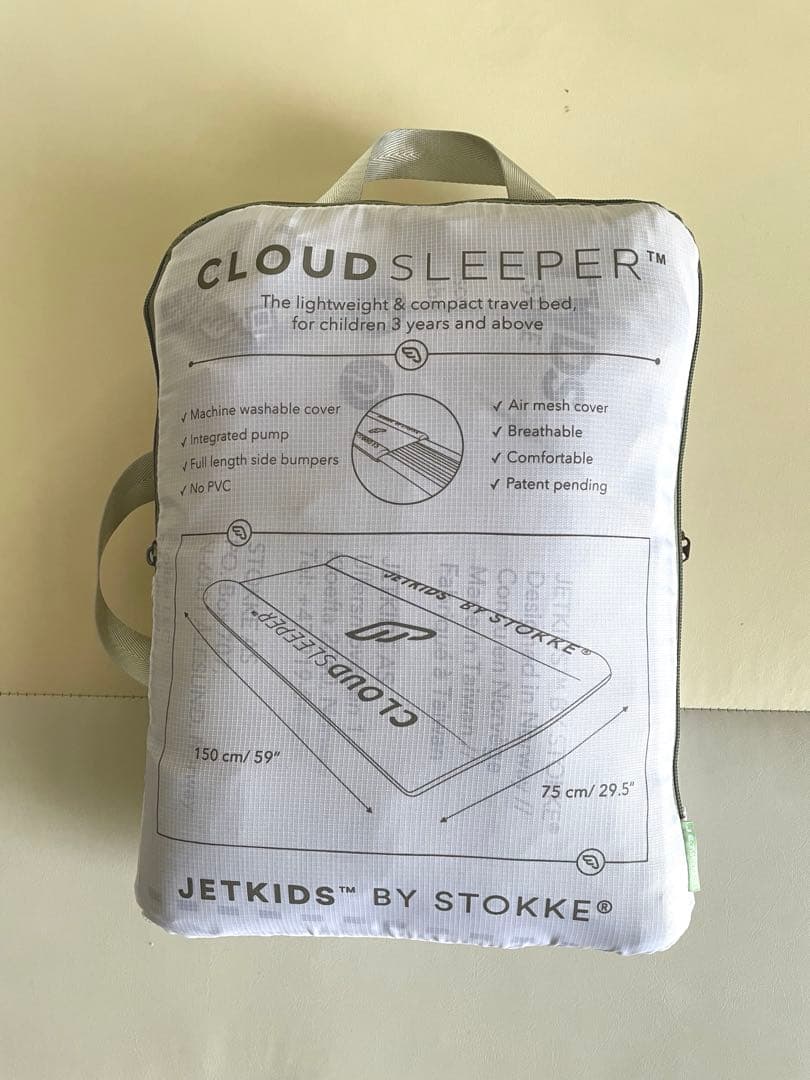 CLOUDSLEEPER™
The lightweight & compact travel bed,
for children 3 years and above
✓ Machine washable cover
✓ Integrated pump
✓ Full length side bumpers
✓ No PVC
✓ Air mesh cover
✓ Breathable
✓ Comfortable
✓ Patent pending
JETKIDS BY STOKKE®
CLOUDSLEEPER™
150 cm/ 59"
75 cm/ 29.5"
JETKIDS™ BY STOKKE®